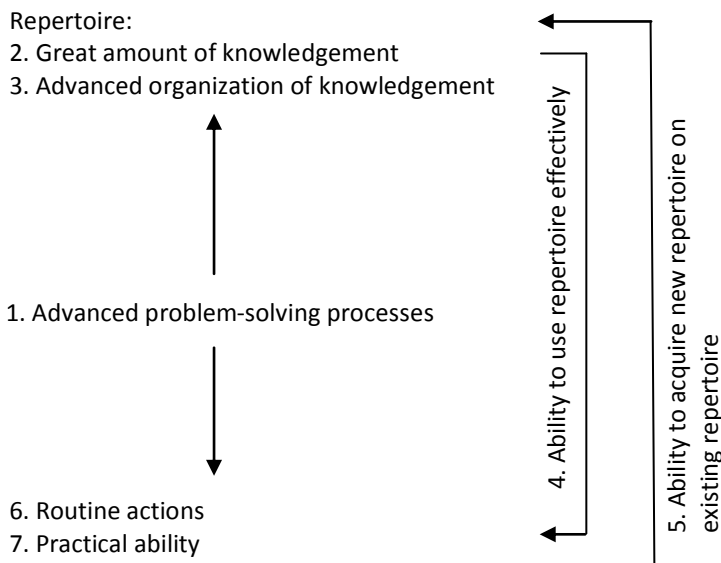 Repertoire:
2. Great amount of knowledgement
3. Advanced organization of knowledgement
1. Advanced problem-solving processes
6. Routine actions
7. Practical ability
4. Ability to use repertoire effectively
5. Ability to acquire new repertoire on
existing repertoire